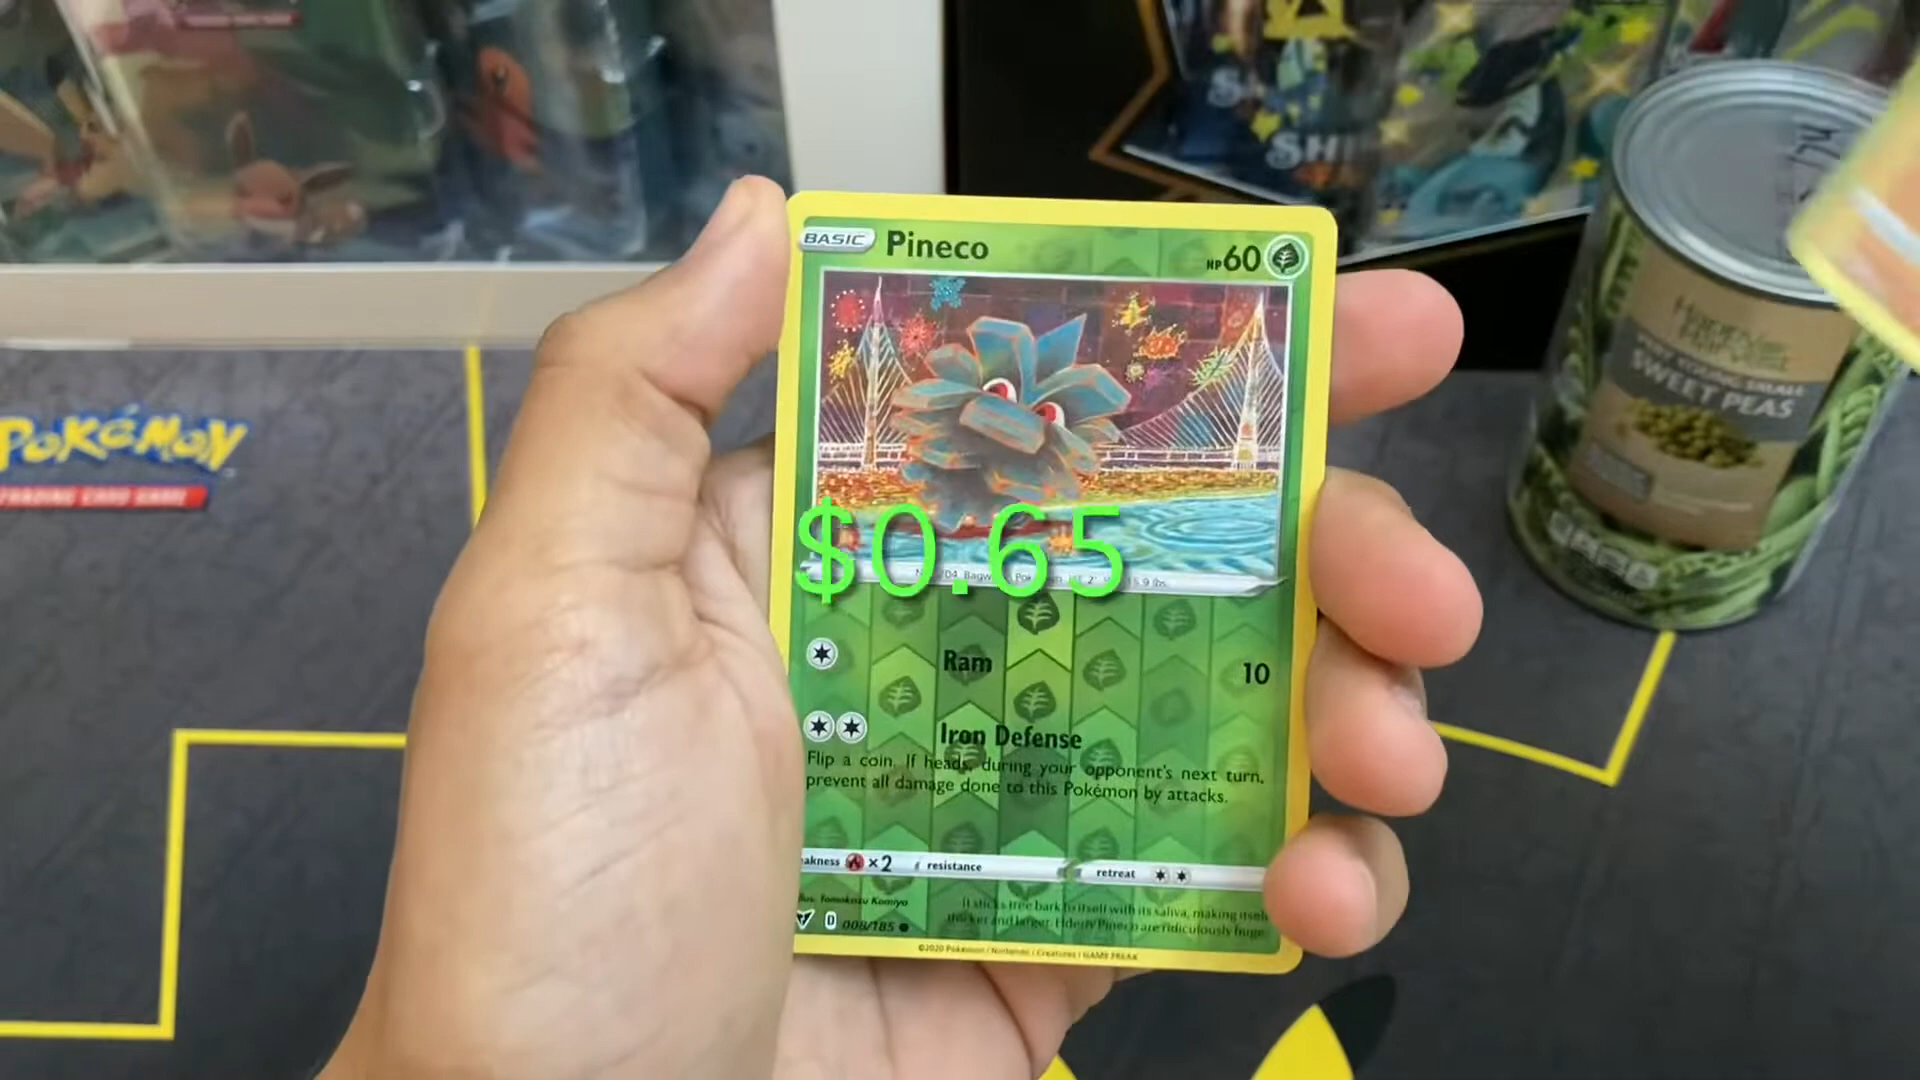 POKÉMON
TRADING CARD GAME
BASIC Pineco HP 60
SWEET PEAS
$0.65
Ram 10
Iron Defense
Flip a coin. If heads, during your opponent's next turn,
prevent all damage done to this Pokémon by attacks.
akness ×2 resistance retreat
llus. Tomokazu Komiya
It sticks tree bark to itself with its saliva, making itself
thicker and larger. Elderly Pineco are ridiculously huge.
D 008/185
©2020 Pokémon / Nintendo / Creatures / GAME FREAK